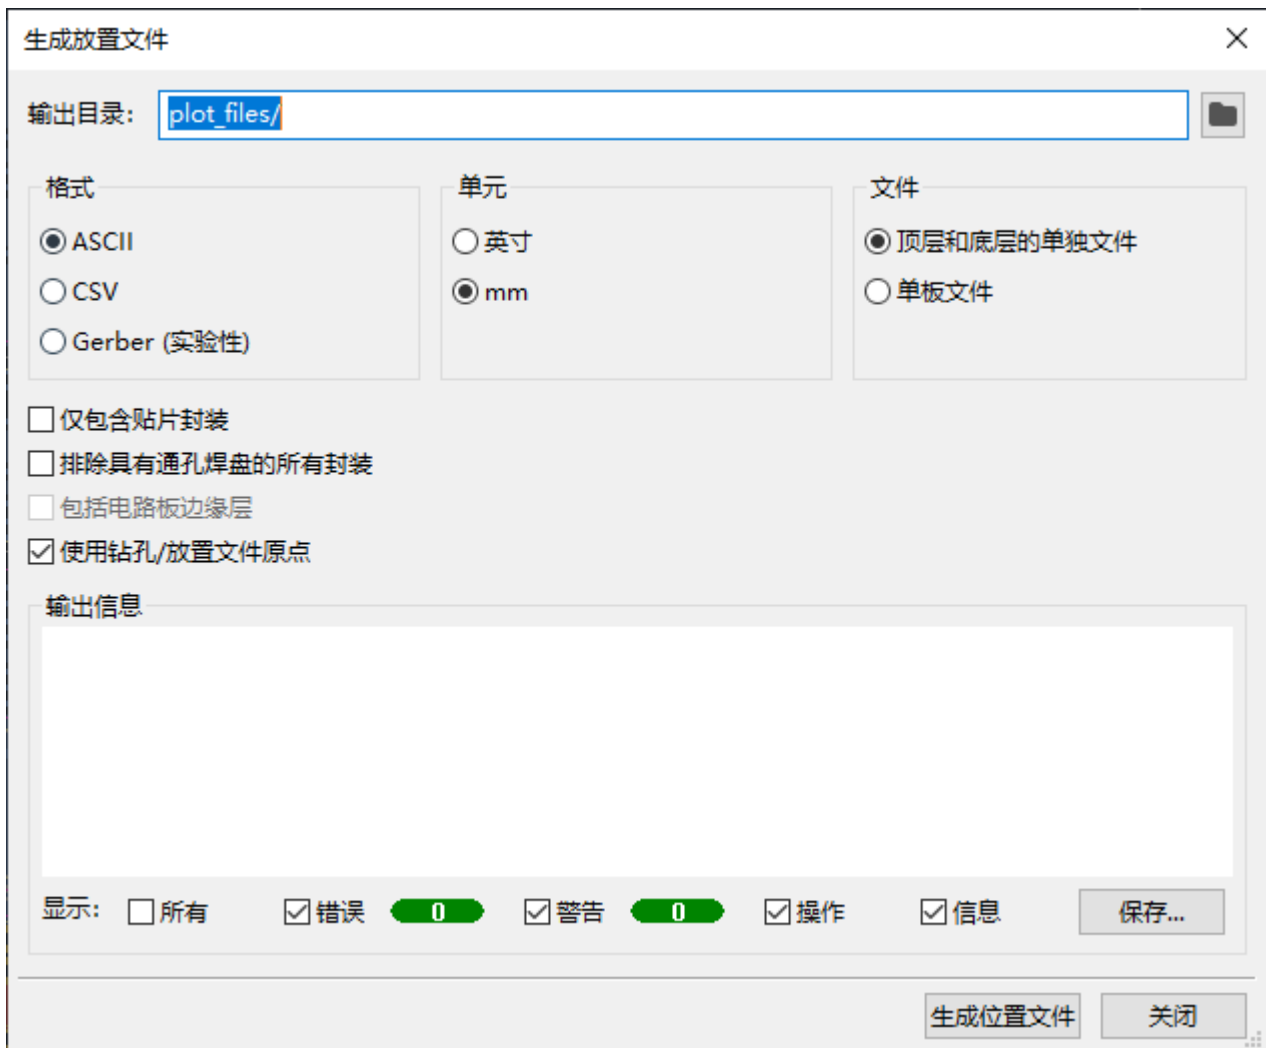 生成放置文件
输出目录: plot_files/
格式 单元 文件
ASCII 英寸 顶层和底层的单独文件
CSV mm 单板文件
Gerber (实验性)
仅包含贴片封装
排除具有通孔焊盘的所有封装
包括电路板边缘层
使用钻孔/放置文件原点
输出信息
显示: 所有 错误 0 警告 0 操作 信息 保存...
生成位置文件 关闭